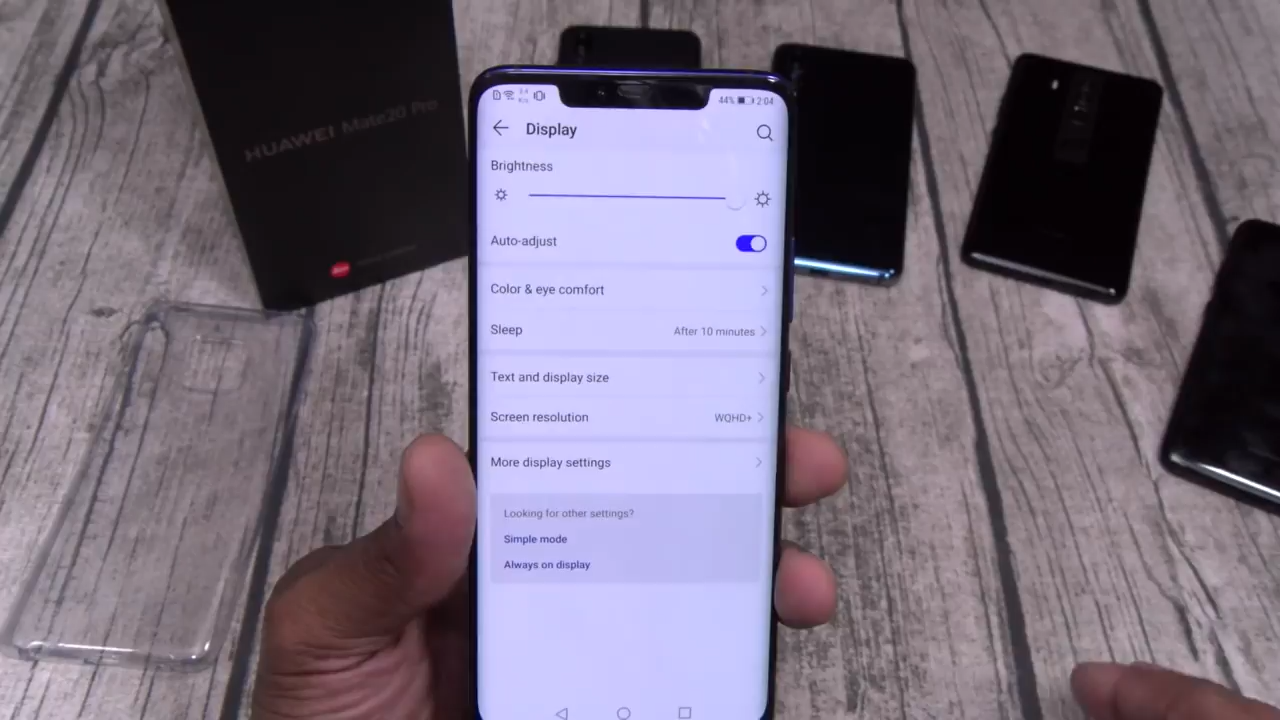 HUAWEI Mate20 Pro
44% 2:04
Display
Brightness
Auto-adjust
Color & eye comfort
Sleep After 10 minutes
Text and display size
Screen resolution WQHD+
More display settings
Looking for other settings?
Simple mode
Always on display